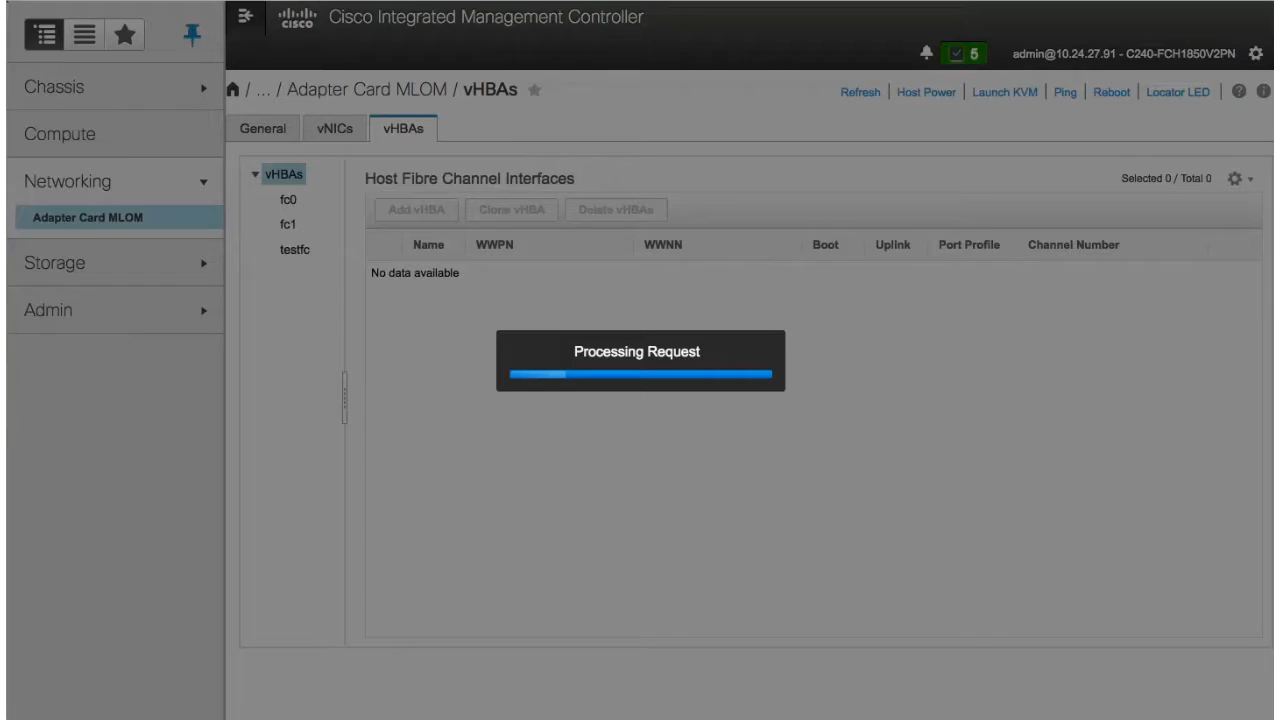 CISCO Cisco Integrated Management Controller
5 admin@10.24.27.91 - C240-FCH1850V2PN
Chassis
Compute
Networking
Adapter Card MLOM
Storage
Admin
/ ... / Adapter Card MLOM / vHBAs
Refresh | Host Power | Launch KVM | Ping | Reboot | Locator LED |
General vNICs vHBAs
vHBAs
fc0
fc1
testfc
Host Fibre Channel Interfaces
Selected 0 / Total 0
Add vHBA Clone vHBA Delete vHBAs
Name WWPN WWNN Boot Uplink Port Profile Channel Number
No data available
Processing Request